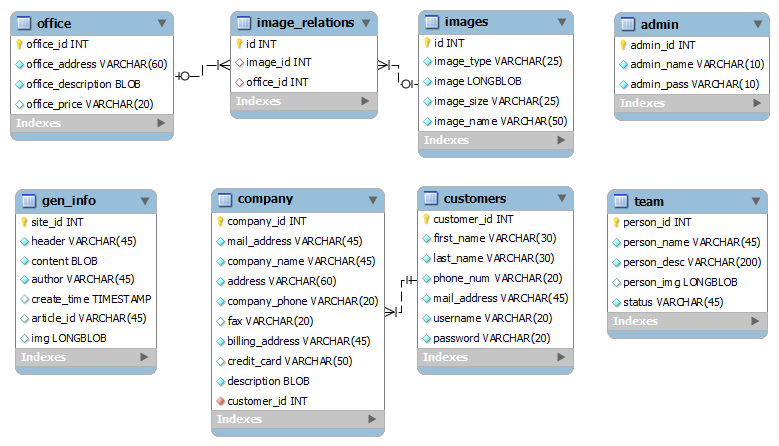 office
office_id INT
office_address VARCHAR(60)
office_description BLOB
office_price VARCHAR(20)
Indexes
image_relations
id INT
image_id INT
office_id INT
Indexes
images
id INT
image_type VARCHAR(25)
image LONGBLOB
image_size VARCHAR(25)
image_name VARCHAR(50)
Indexes
admin
admin_id INT
admin_name VARCHAR(10)
admin_pass VARCHAR(10)
Indexes
gen_info
site_id INT
header VARCHAR(45)
content BLOB
author VARCHAR(45)
create_time TIMESTAMP
article_id VARCHAR(45)
img LONGBLOB
Indexes
company
company_id INT
mail_address VARCHAR(45)
company_name VARCHAR(45)
address VARCHAR(60)
company_phone VARCHAR(20)
fax VARCHAR(20)
billing_address VARCHAR(45)
credit_card VARCHAR(50)
description BLOB
customer_id INT
Indexes
customers
customer_id INT
first_name VARCHAR(30)
last_name VARCHAR(30)
phone_num VARCHAR(20)
mail_address VARCHAR(45)
username VARCHAR(20)
password VARCHAR(20)
Indexes
team
person_id INT
person_name VARCHAR(45)
person_desc VARCHAR(200)
person_img LONGBLOB
status VARCHAR(45)
Indexes